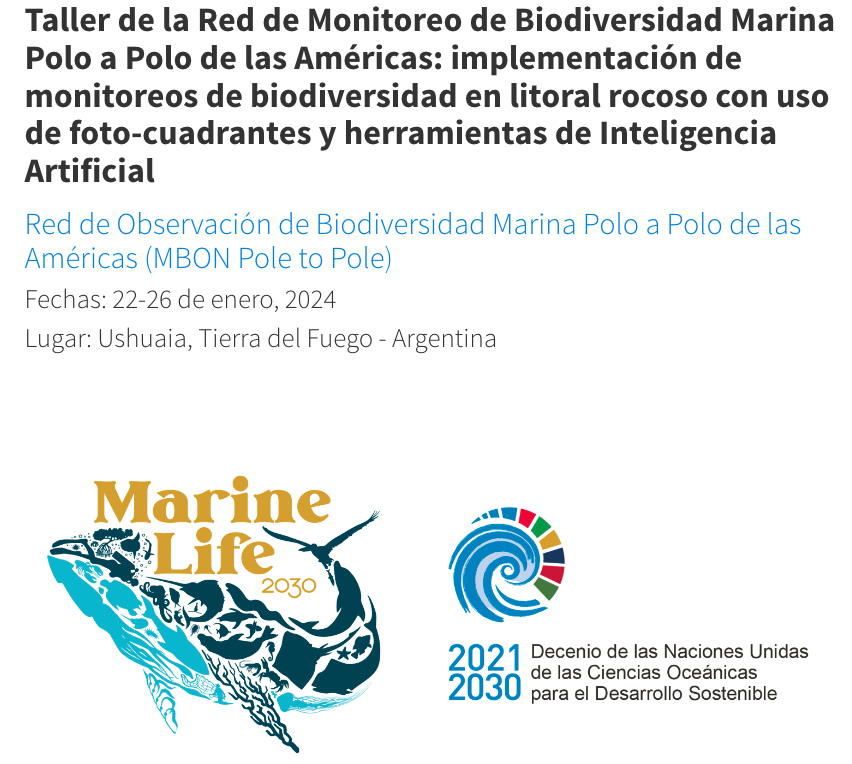 Taller de la Red de Monitoreo de Biodiversidad Marina
Polo a Polo de las Américas: implementación de
monitoreos de biodiversidad en litoral rocoso con uso
de foto-cuadrantes y herramientas de Inteligencia
Artificial
Red de Observación de Biodiversidad Marina Polo a Polo de las
Américas (MBON Pole to Pole)
Fechas: 22-26 de enero, 2024
Lugar: Ushuaia, Tierra del Fuego - Argentina
Marine
Life
2030
2021
2030
Decenio de las Naciones Unidas
de las Ciencias Oceánicas
para el Desarrollo Sostenible